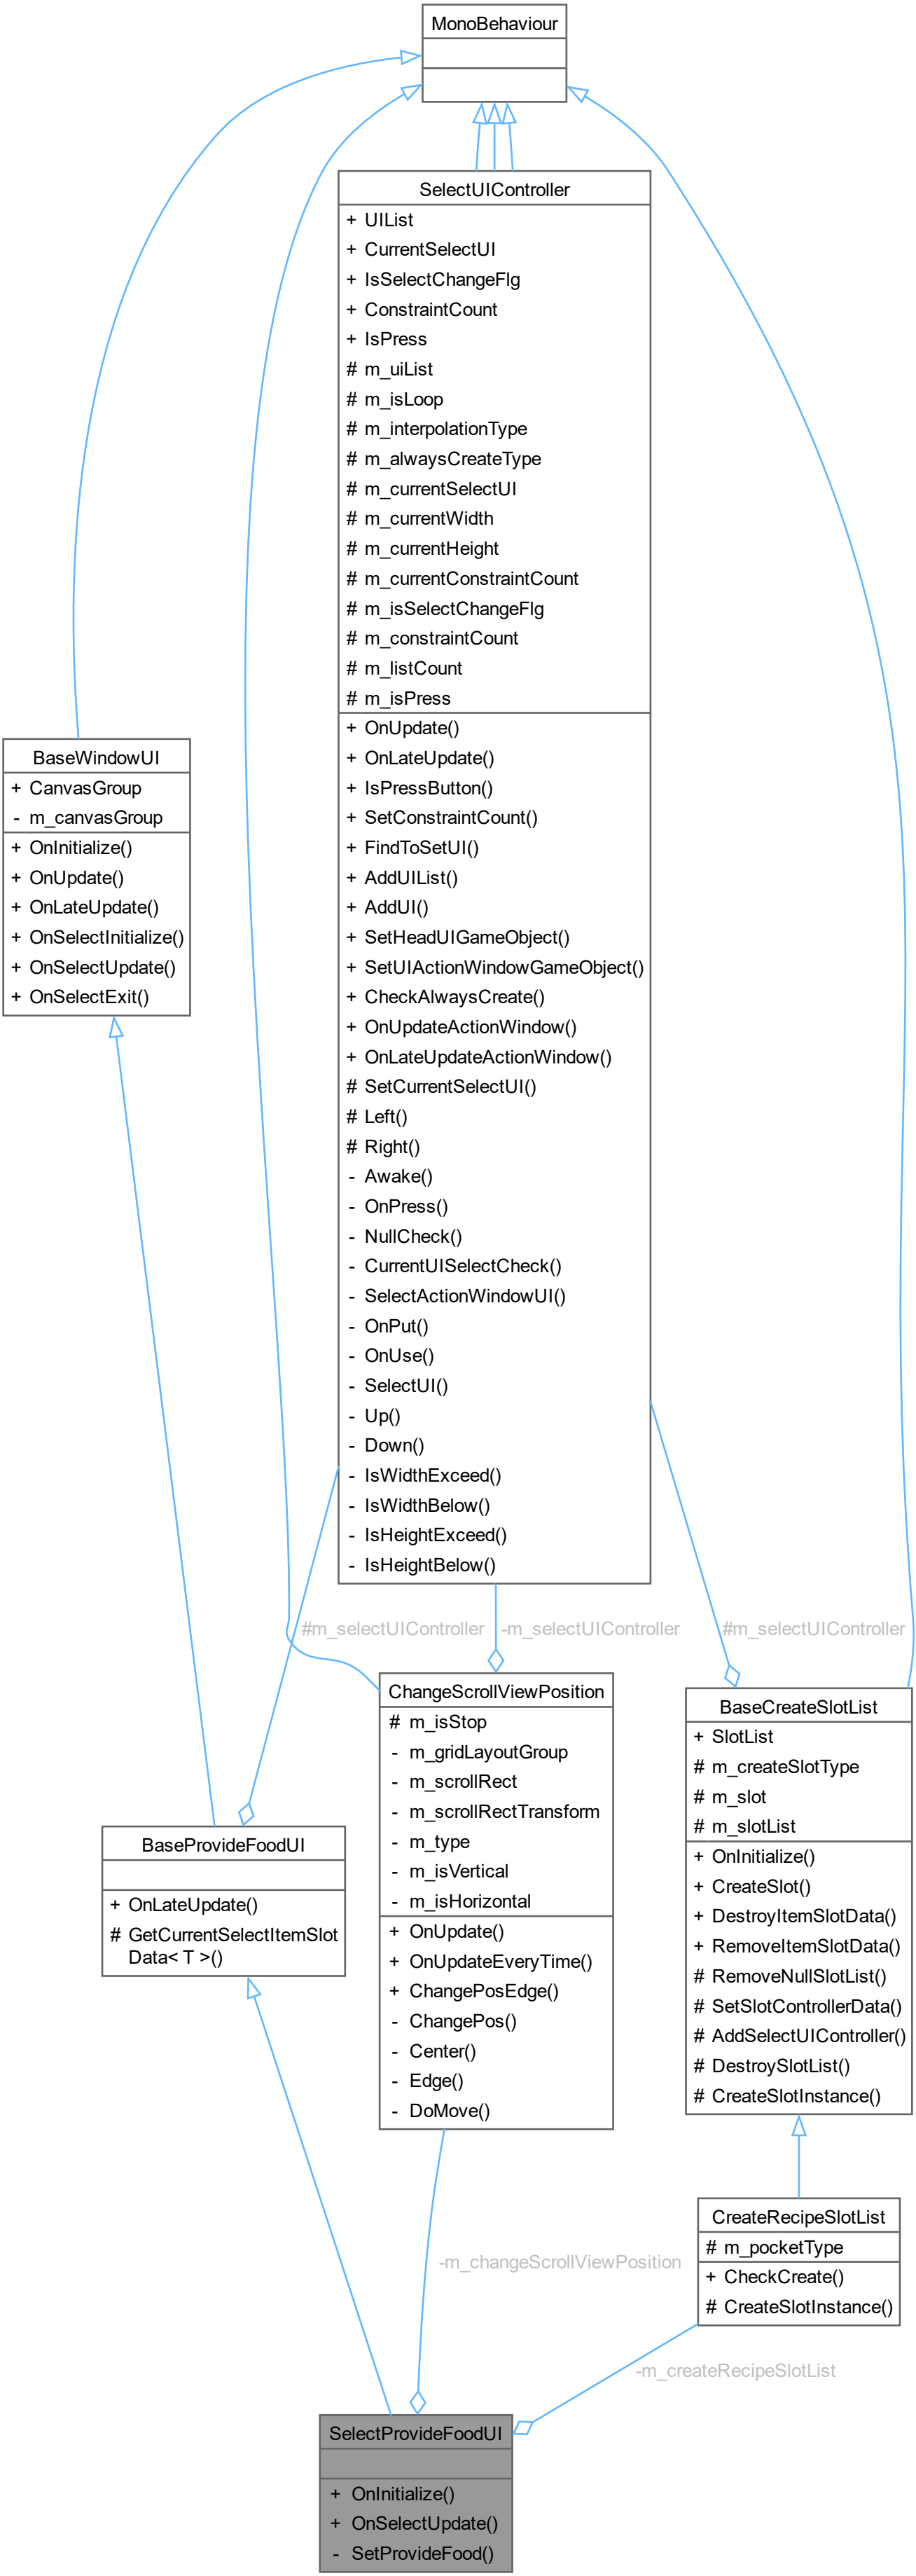 MonoBehaviour
SelectUIController
+ UIList
+ CurrentSelectUI
+ IsSelectChangeFlg
+ ConstraintCount
+ IsPress
# m_uiList
# m_isLoop
# m_interpolationType
# m_alwaysCreateType
# m_currentSelectUI
# m_currentWidth
# m_currentHeight
# m_currentConstraintCount
# m_isSelectChangeFlg
# m_constraintCount
# m_listCount
# m_isPress
+ OnUpdate()
+ OnLateUpdate()
+ IsPressButton()
+ SetConstraintCount()
+ FindToSetUI()
+ AddUIList()
+ AddUI()
+ SetHeadUIGameObject()
+ SetUIActionWindowGameObject()
+ CheckAlwaysCreate()
+ OnUpdateActionWindow()
+ OnLateUpdateActionWindow()
# SetCurrentSelectUI()
# Left()
# Right()
- Awake()
- OnPress()
- NullCheck()
- CurrentUISelectCheck()
- SelectActionWindowUI()
- OnPut()
- OnUse()
- SelectUI()
- Up()
- Down()
- IsWidthExceed()
- IsWidthBelow()
- IsHeightExceed()
- IsHeightBelow()
BaseWindowUI
+ CanvasGroup
- m_canvasGroup
+ OnInitialize()
+ OnUpdate()
+ OnLateUpdate()
+ OnSelectInitialize()
+ OnSelectUpdate()
+ OnSelectExit()
#m_selectUIController
-m_selectUIController
#m_selectUIController
BaseProvideFoodUI
+ OnLateUpdate()
# GetCurrentSelectItemSlot
Data< T >()
ChangeScrollViewPosition
# m_isStop
- m_gridLayoutGroup
- m_scrollRect
- m_scrollRectTransform
- m_type
- m_isVertical
- m_isHorizontal
+ OnUpdate()
+ OnUpdateEveryTime()
+ ChangePosEdge()
- ChangePos()
- Center()
- Edge()
- DoMove()
BaseCreateSlotList
+ SlotList
# m_createSlotType
# m_slot
# m_slotList
+ OnInitialize()
+ CreateSlot()
+ DestroyItemSlotData()
+ RemoveItemSlotData()
# RemoveNullSlotList()
# SetSlotControllerData()
# AddSelectUIController()
# DestroySlotList()
# CreateSlotInstance()
CreateRecipeSlotList
# m_pocketType
+ CheckCreate()
# CreateSlotInstance()
-m_changeScrollViewPosition
-m_createRecipeSlotList
SelectProvideFoodUI
+ OnInitialize()
+ OnSelectUpdate()
- SetProvideFood()